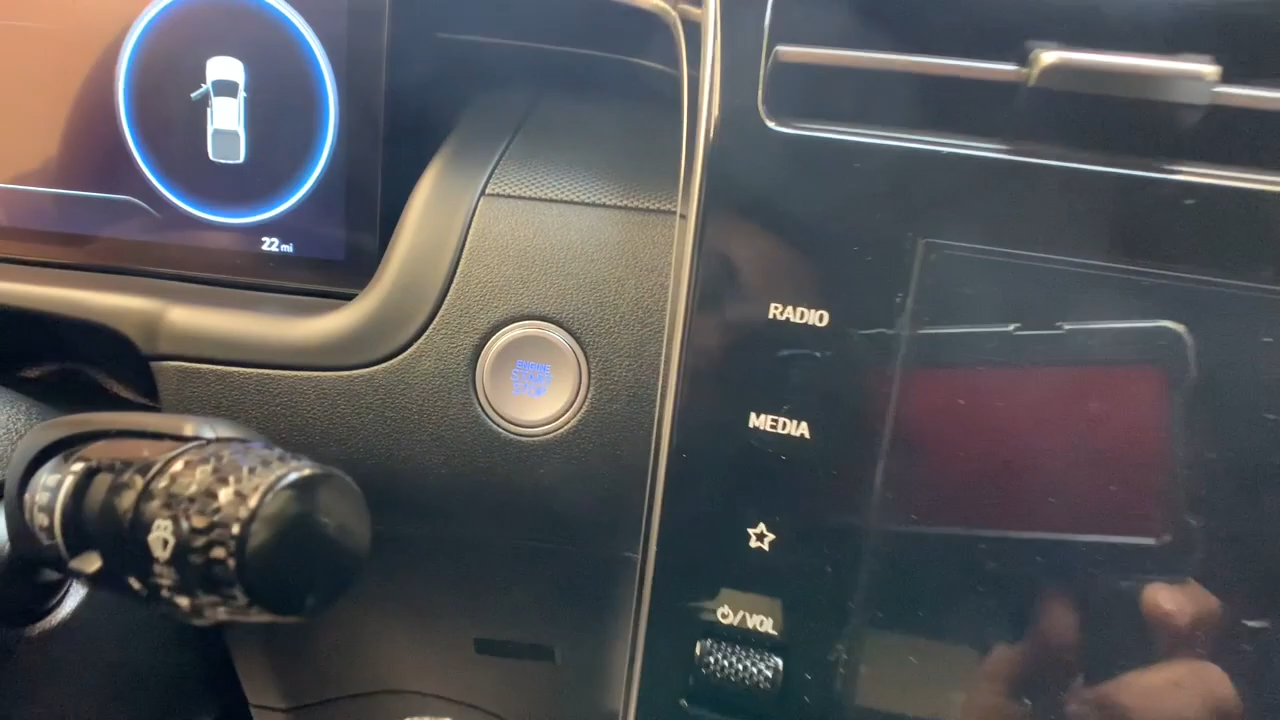 22 mi
RADIO
ENGINE
START
STOP
MEDIA
/VOL